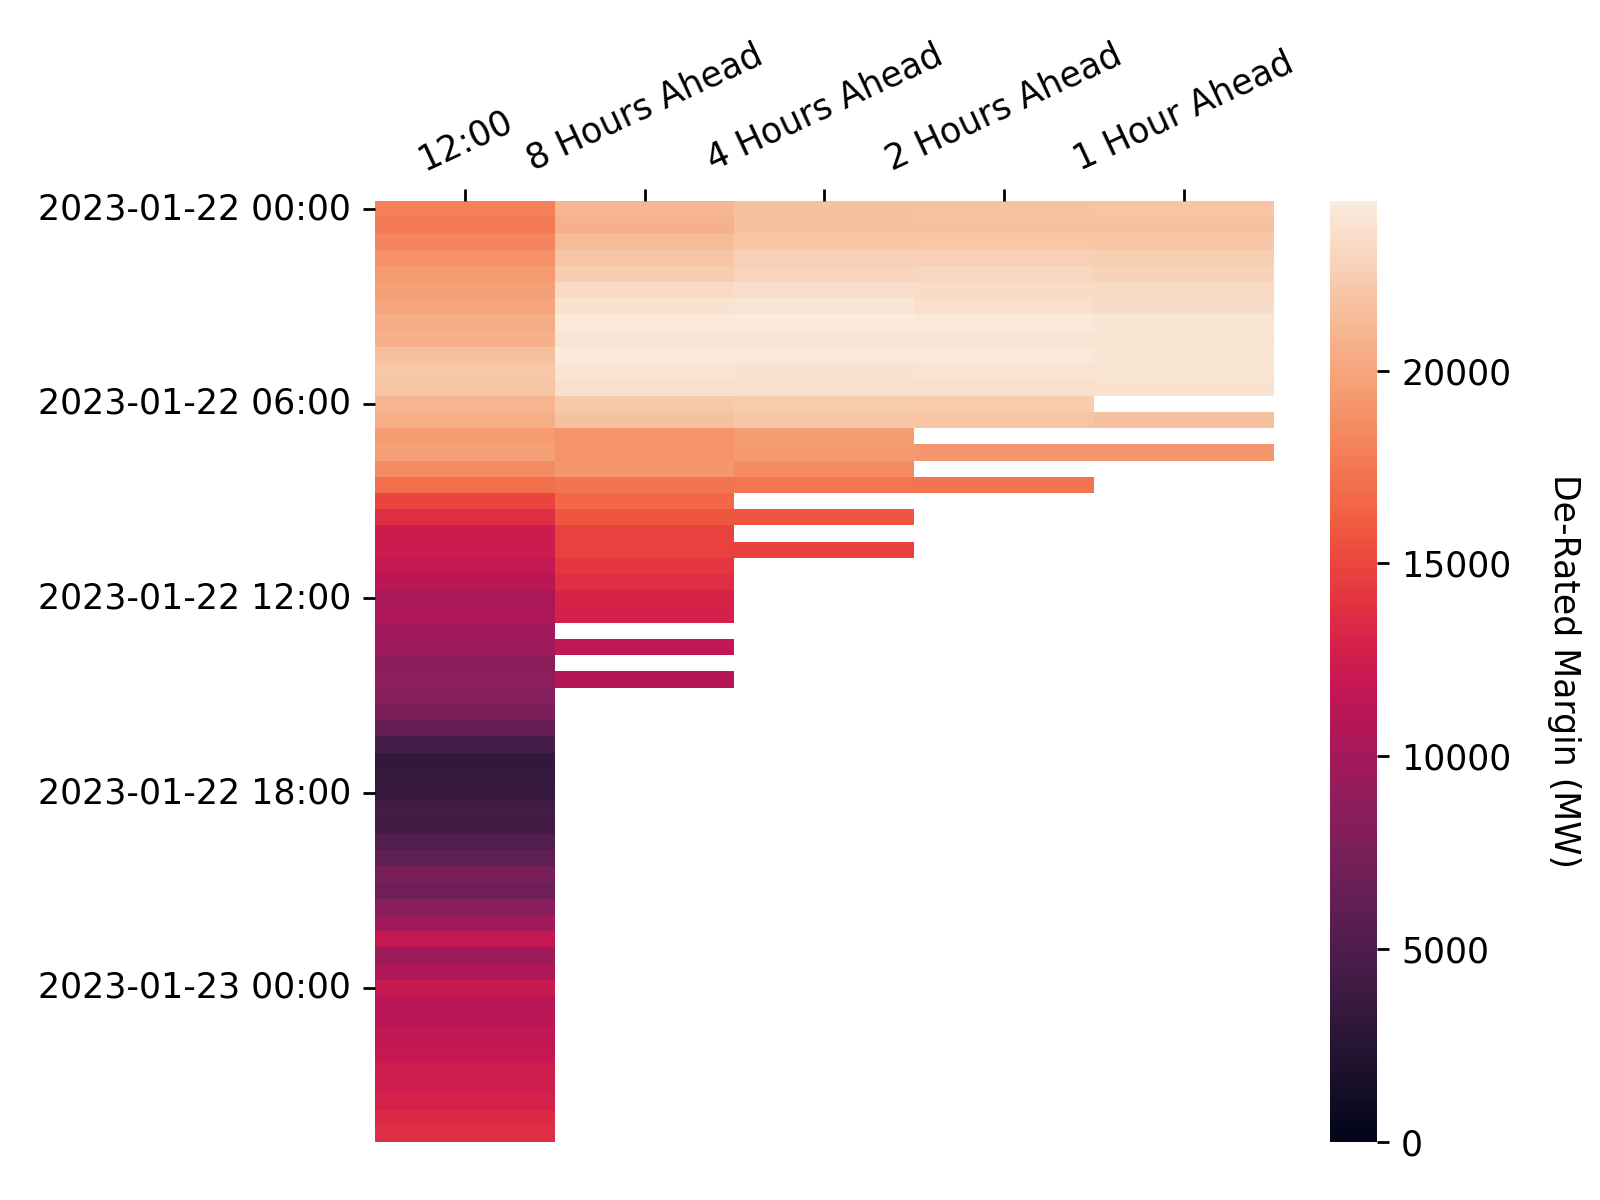 12:00
8 Hours Ahead
4 Hours Ahead
2 Hours Ahead
1 Hour Ahead
2023-01-22 00:00
2023-01-22 06:00
2023-01-22 12:00
2023-01-22 18:00
2023-01-23 00:00
20000
15000
10000
5000
0
De-Rated Margin (MW)